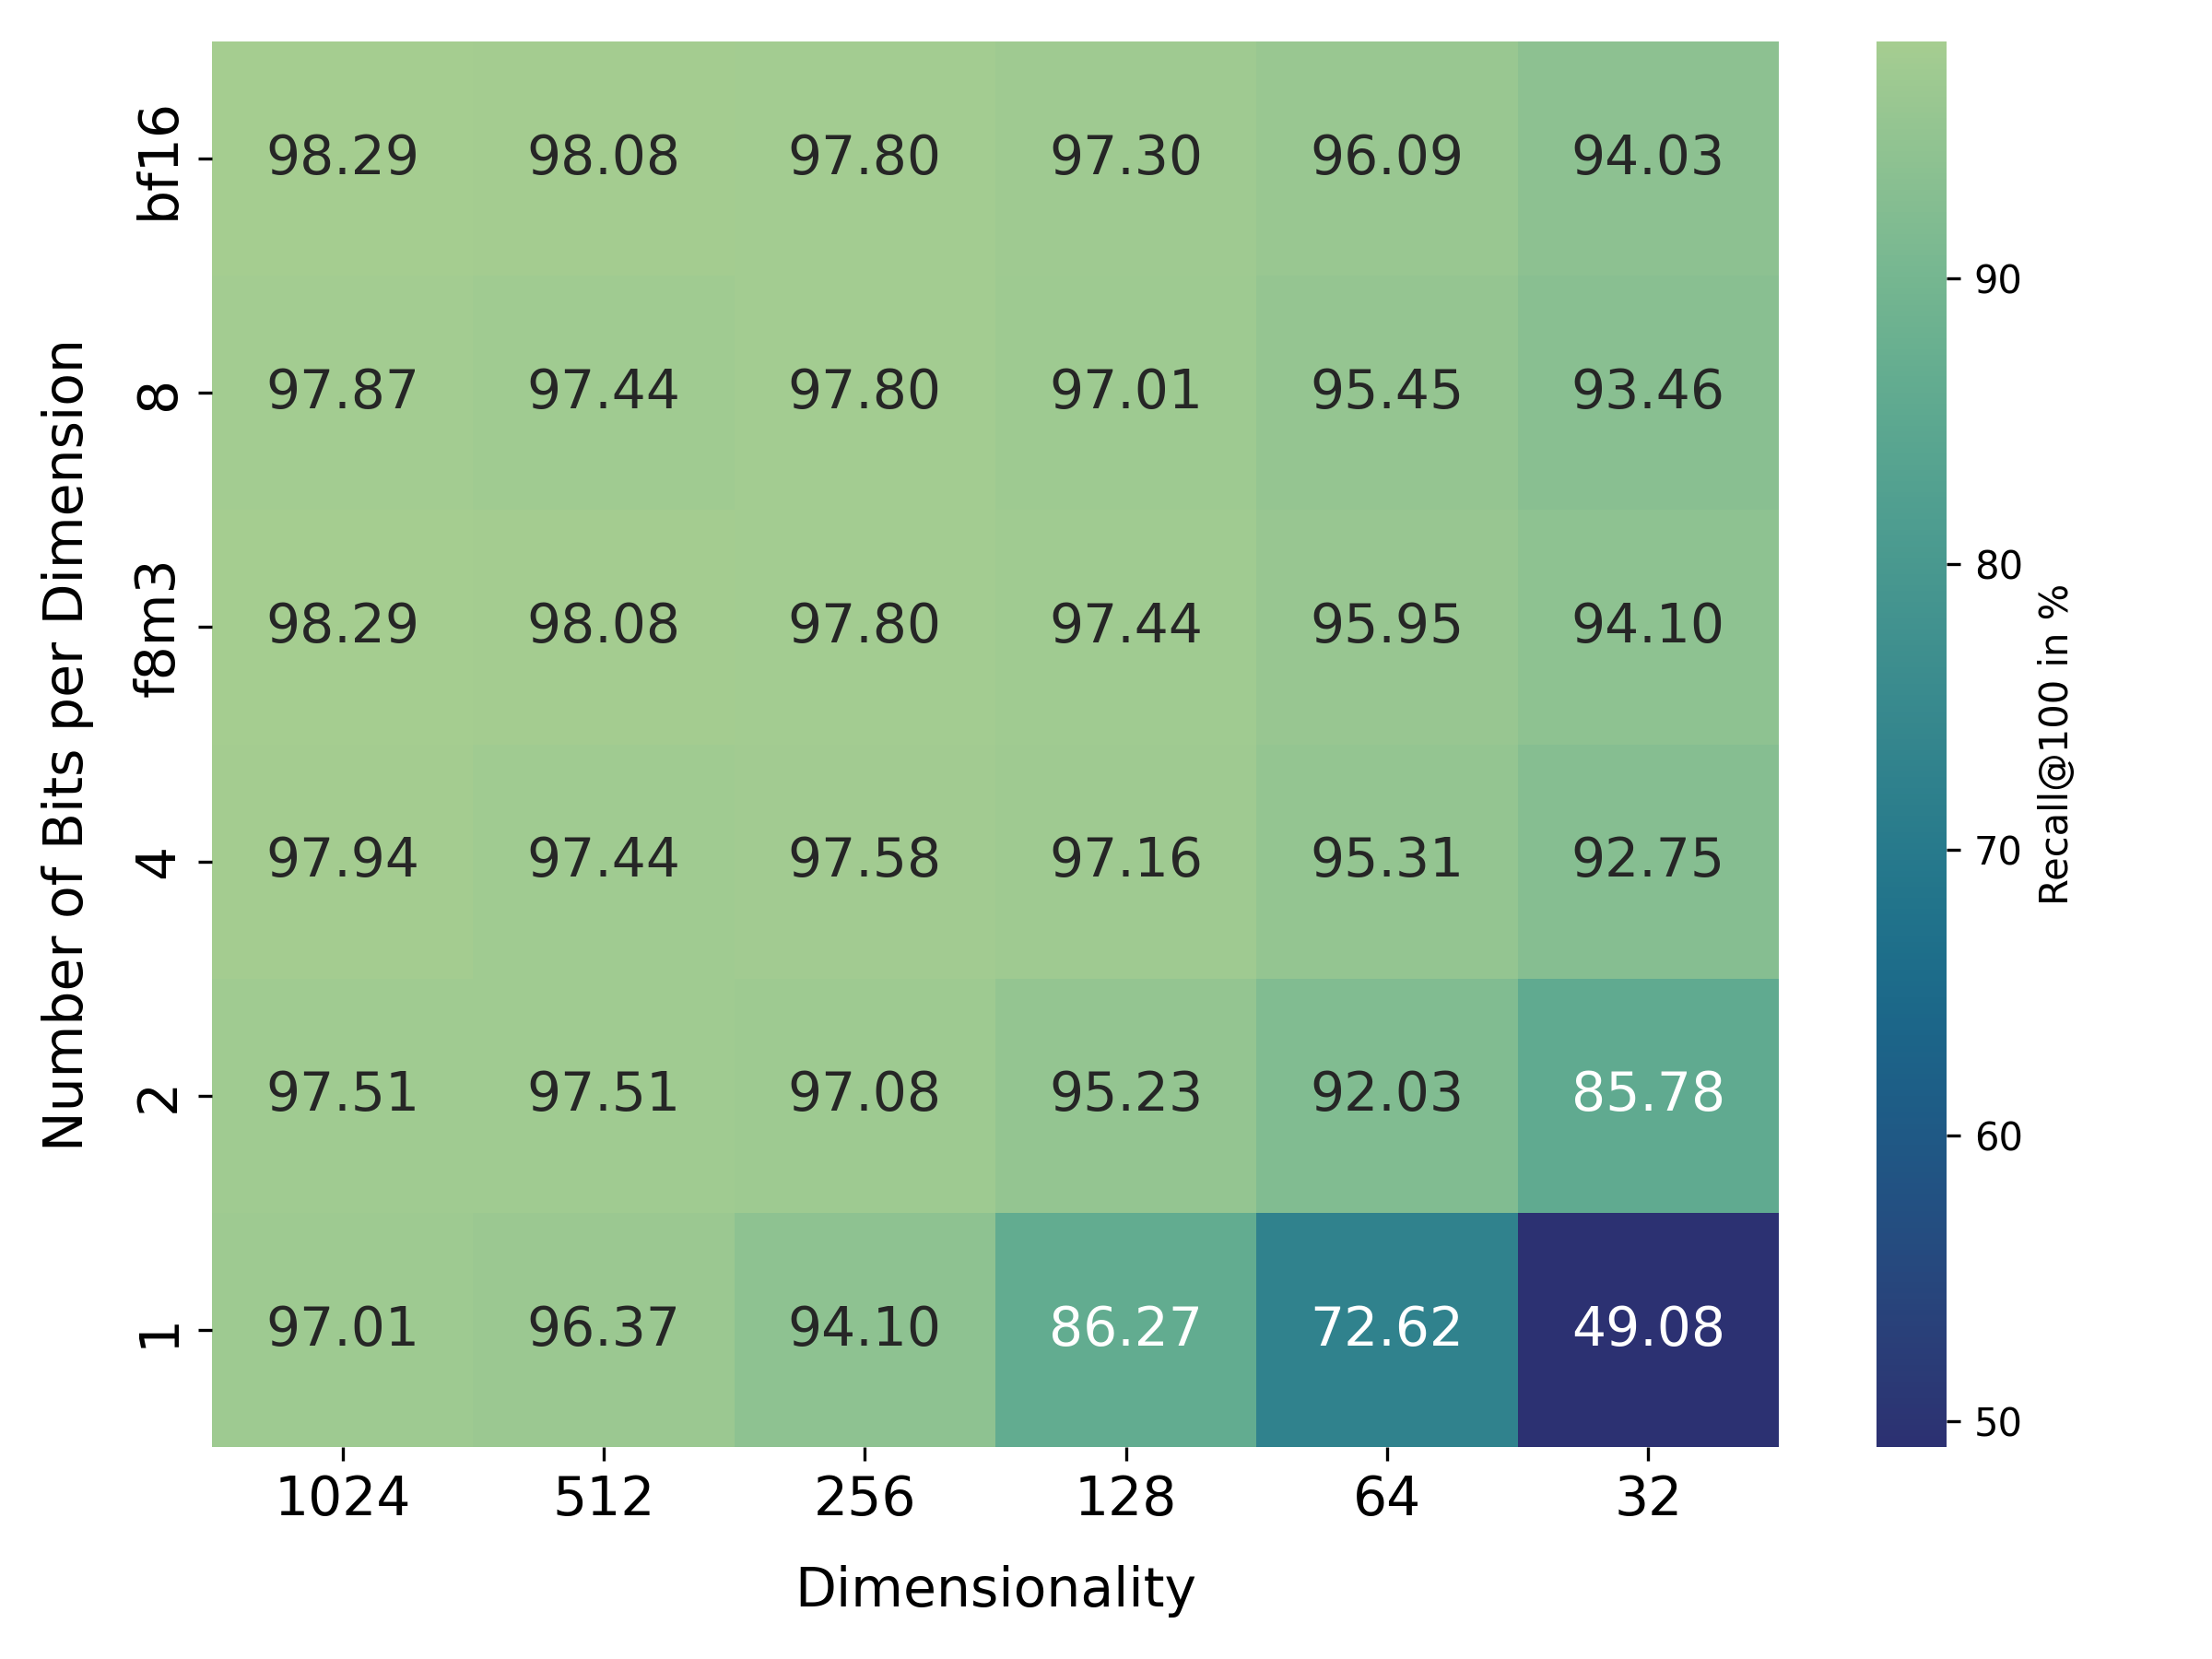 Number of Bits per Dimension
bf16 98.29 98.08 97.80 97.30 96.09 94.03
8 97.87 97.44 97.80 97.01 95.45 93.46
f8m3 98.29 98.08 97.80 97.44 95.95 94.10
4 97.94 97.44 97.58 97.16 95.31 92.75
2 97.51 97.51 97.08 95.23 92.03 85.78
1 97.01 96.37 94.10 86.27 72.62 49.08
1024 512 256 128 64 32
Dimensionality
90
80
70
60
50
Recall@100 in %